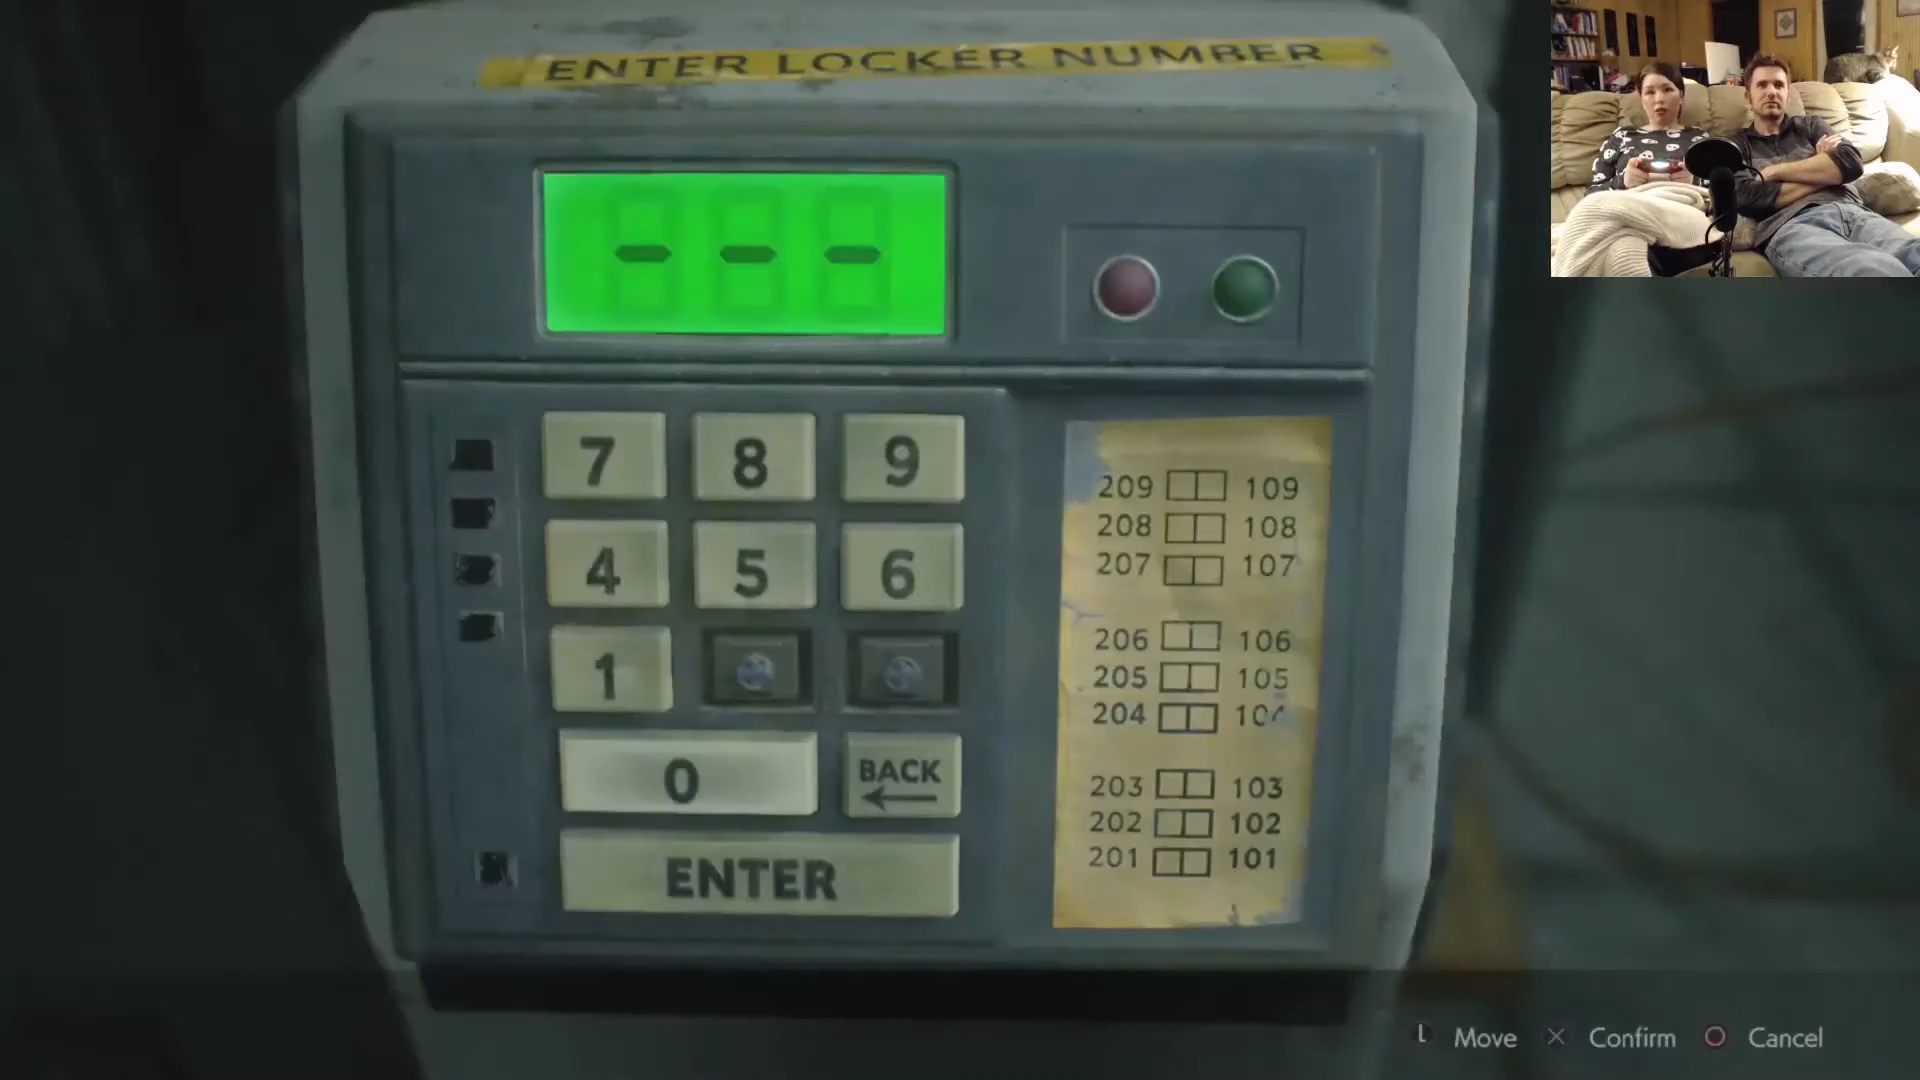 ENTER LOCKER NUMBER
- - -
7 8 9
4 5 6
1
0 BACK
ENTER
209 109
208 108
207 107
206 106
205 105
204 104
203 103
202 102
201 101
L Move X Confirm O Cancel